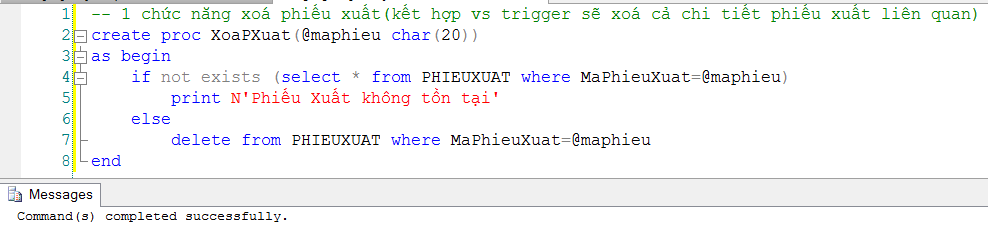 1 -- 1 chức năng xoá phiếu xuất(kết hợp vs trigger sẽ xoá cả chi tiết phiếu xuất liên quan)
2 create proc XoaPXuat(@maphieu char(20))
3 as begin
4 if not exists (select * from PHIEUXUAT where MaPhieuXuat=@maphieu)
5 print N'Phiếu Xuất không tồn tại'
6 else
7 delete from PHIEUXUAT where MaPhieuXuat=@maphieu
8 end
Messages
Command(s) completed successfully.